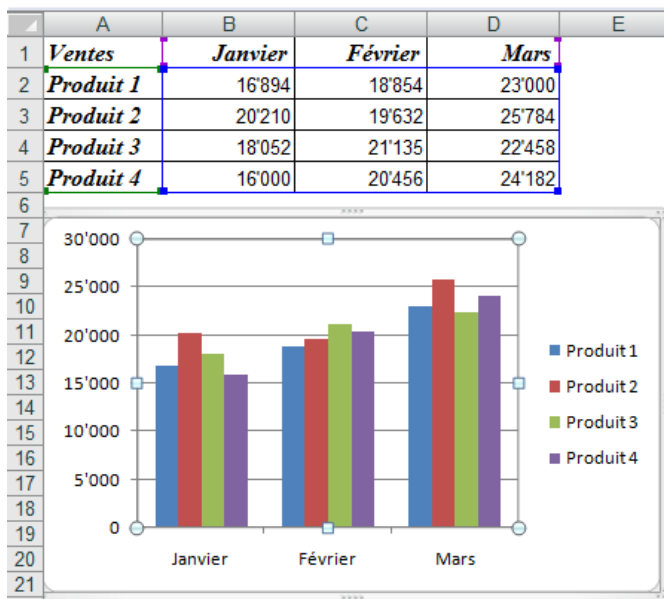 A B C D E
1 Ventes Janvier Février Mars
2 Produit 1 16'894 18'854 23'000
3 Produit 2 20'210 19'632 25'784
4 Produit 3 18'052 21'135 22'458
5 Produit 4 16'000 20'456 24'182
6
7
8
9
10
11
12
13
14
15
16
17
18
19
20
21
30'000
25'000
20'000
15'000
10'000
5'000
0
Janvier Février Mars
Produit 1
Produit 2
Produit 3
Produit 4